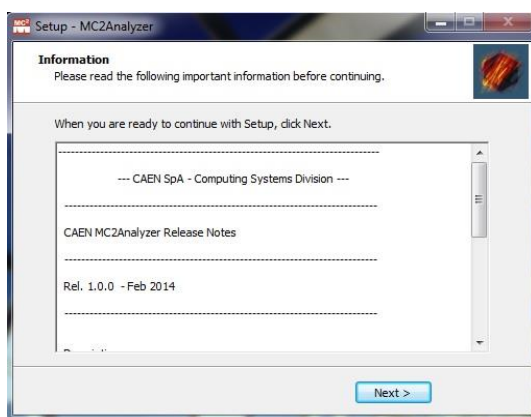 MC²
Setup - MC2Analyzer
Information
Please read the following important information before continuing.
When you are ready to continue with Setup, click Next.
--------------------------------------------------------------------------------
--- CAEN SpA - Computing Systems Division ---
--------------------------------------------------------------------------------
CAEN MC2Analyzer Release Notes
--------------------------------------------------------------------------------
Rel. 1.0.0 - Feb 2014
--------------------------------------------------------------------------------
Next >